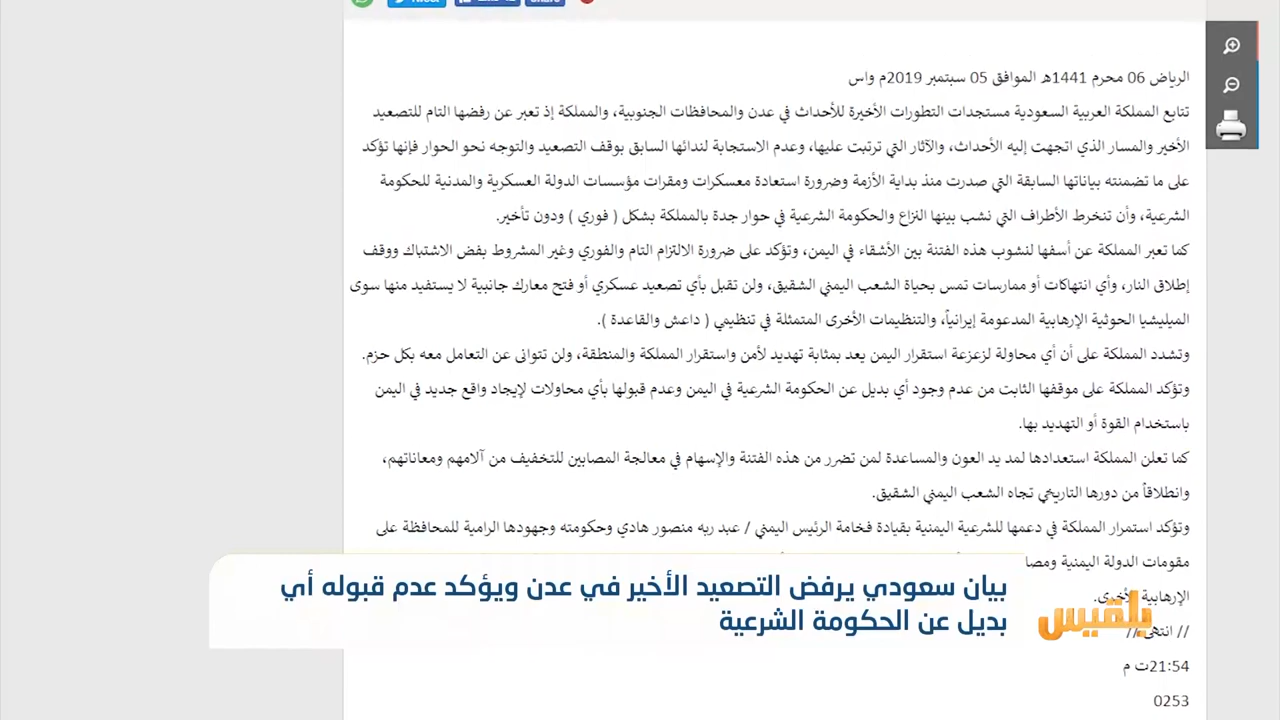 Tweet
Share
الرياض 06 محرم 1441هـ الموافق 05 سبتمبر 2019م واس
تتابع المملكة العربية السعودية مستجدات التطورات الأخيرة للأحداث في عدن والمحافظات الجنوبية، والمملكة إذ تعبر عن رفضها التام للتصعيد
الأخير والمسار الذي اتجهت إليه الأحداث، والآثار التي ترتبت عليها، وعدم الاستجابة لندائها السابق بوقف التصعيد والتوجه نحو الحوار فإنها تؤكد
على ما تضمنته بياناتها السابقة التي صدرت منذ بداية الأزمة وضرورة استعادة معسكرات ومقرات مؤسسات الدولة العسكرية والمدنية للحكومة
الشرعية، وأن تنخرط الأطراف التي نشب بينها النزاع والحكومة الشرعية في حوار جدة بالمملكة بشكل ( فوري ) ودون تأخير.
كما تعبر المملكة عن أسفها لنشوب هذه الفتنة بين الأشقاء في اليمن، وتؤكد على ضرورة الالتزام التام والفوري وغير المشروط بفض الاشتباك ووقف
إطلاق النار، وأي انتهاكات أو ممارسات تمس بحياة الشعب اليمني الشقيق، ولن تقبل بأي تصعيد عسكري أو فتح معارك جانبية لا يستفيد منها سوى
الميليشيا الحوثية الإرهابية المدعومة إيرانياً، والتنظيمات الأخرى المتمثلة في تنظيمي ( داعش والقاعدة ).
وتشدد المملكة على أن أي محاولة لزعزعة استقرار اليمن يعد بمثابة تهديد لأمن واستقرار المملكة والمنطقة، ولن تتوانى عن التعامل معه بكل حزم.
وتؤكد المملكة على موقفها الثابت من عدم وجود أي بديل عن الحكومة الشرعية في اليمن وعدم قبولها بأي محاولات لإيجاد واقع جديد في اليمن
باستخدام القوة أو التهديد بها.
كما تعلن المملكة استعدادها لمد يد العون والمساعدة لمن تضرر من هذه الفتنة والإسهام في معالجة المصابين للتخفيف من آلامهم ومعاناتهم،
وانطلاقاً من دورها التاريخي تجاه الشعب اليمني الشقيق.
وتؤكد استمرار المملكة في دعمها للشرعية اليمنية بقيادة فخامة الرئيس اليمني / عبد ربه منصور هادي وحكومته وجهودها الرامية للمحافظة على
مقومات الدولة اليمنية
الإرهابية الأخرى.
بيان سعودي يرفض التصعيد الأخير في عدن ويؤكد عدم قبوله أي
بديل عن الحكومة الشرعية
بلقيس
// انتهى //
21:54ت م
0253